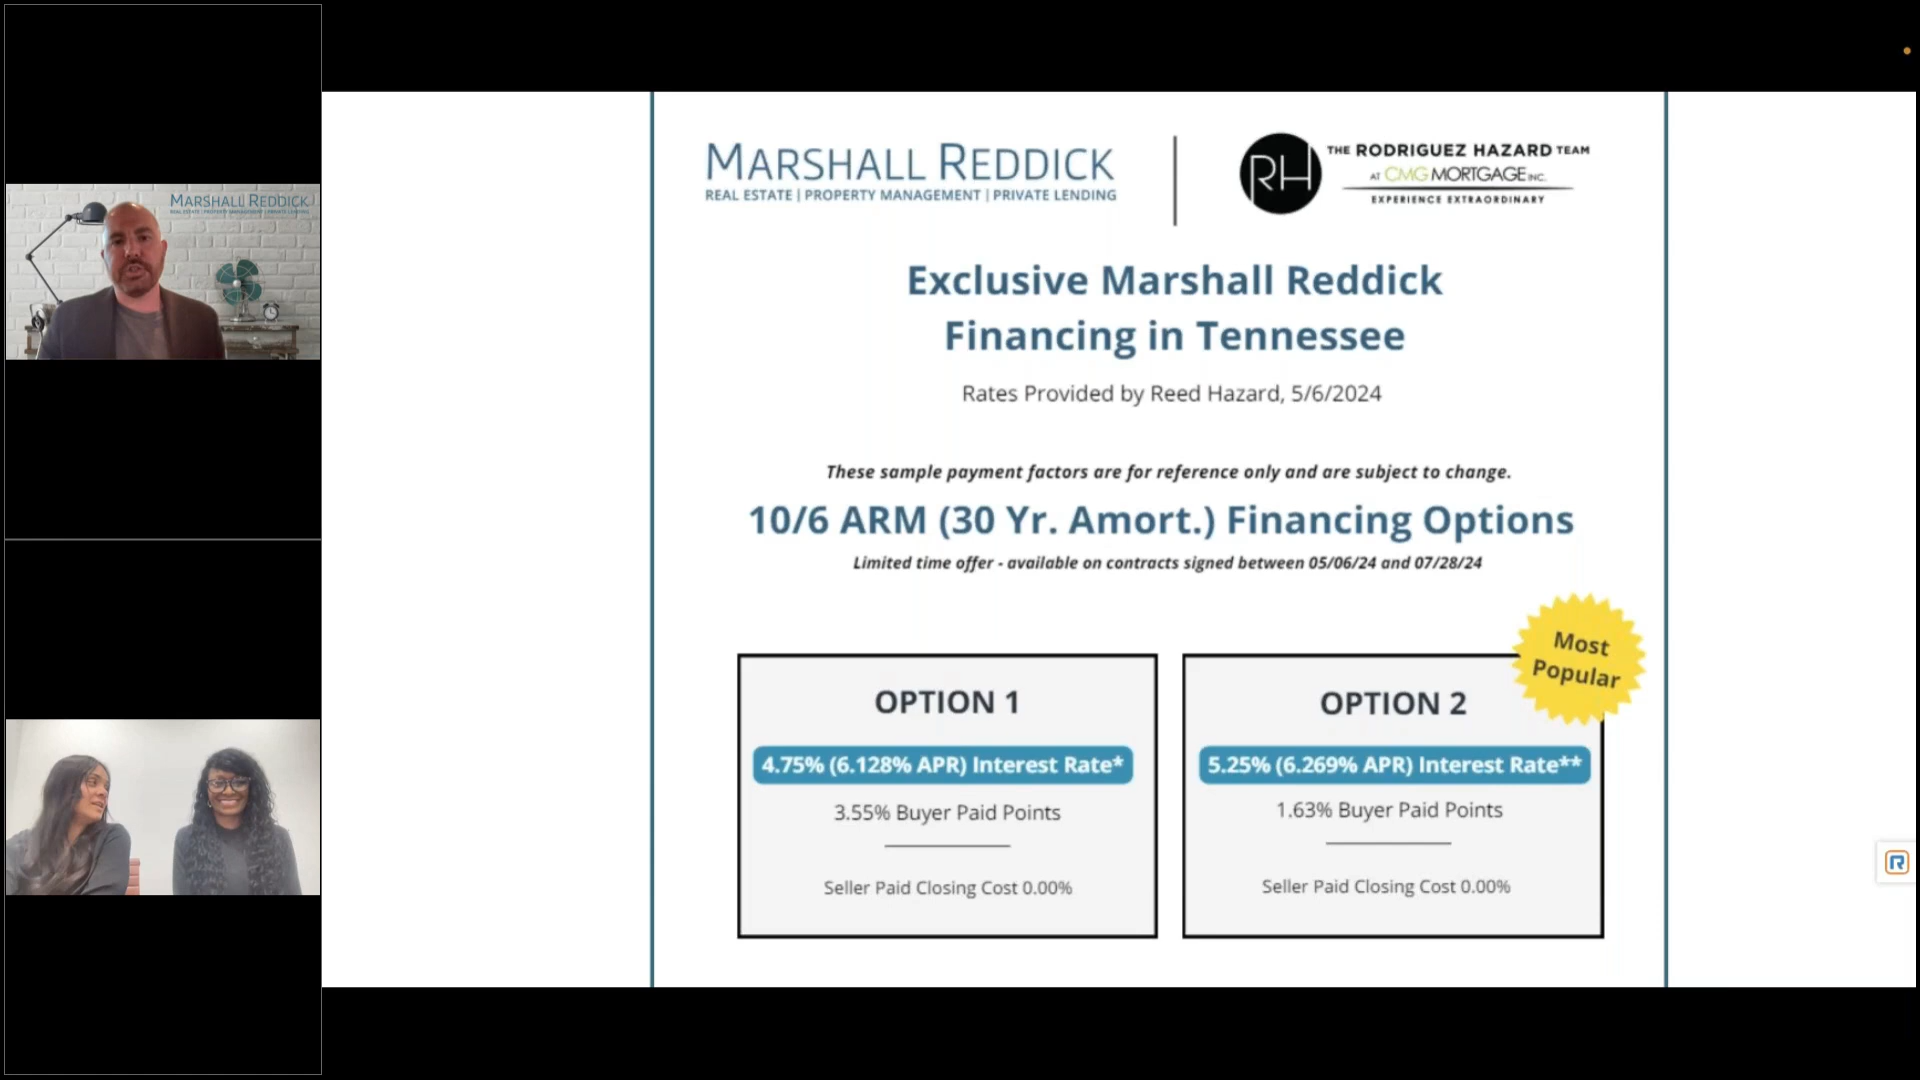 MARSHALL REDDICK
MARSHALL REDDICK
REAL ESTATE | PROPERTY MANAGEMENT | PRIVATE LENDING
RH
THE RODRIGUEZ HAZARD TEAM
AT CMG MORTGAGE INC.
EXPERIENCE EXTRAORDINARY
Exclusive Marshall Reddick
Financing in Tennessee
Rates Provided by Reed Hazard, 5/6/2024
These sample payment factors are for reference only and are subject to change.
10/6 ARM (30 Yr. Amort.) Financing Options
Limited time offer - available on contracts signed between 05/06/24 and 07/28/24
OPTION 1
4.75% (6.128% APR) Interest Rate*
3.55% Buyer Paid Points
Seller Paid Closing Cost 0.00%
Most
Popular
OPTION 2
5.25% (6.269% APR) Interest Rate**
1.63% Buyer Paid Points
Seller Paid Closing Cost 0.00%